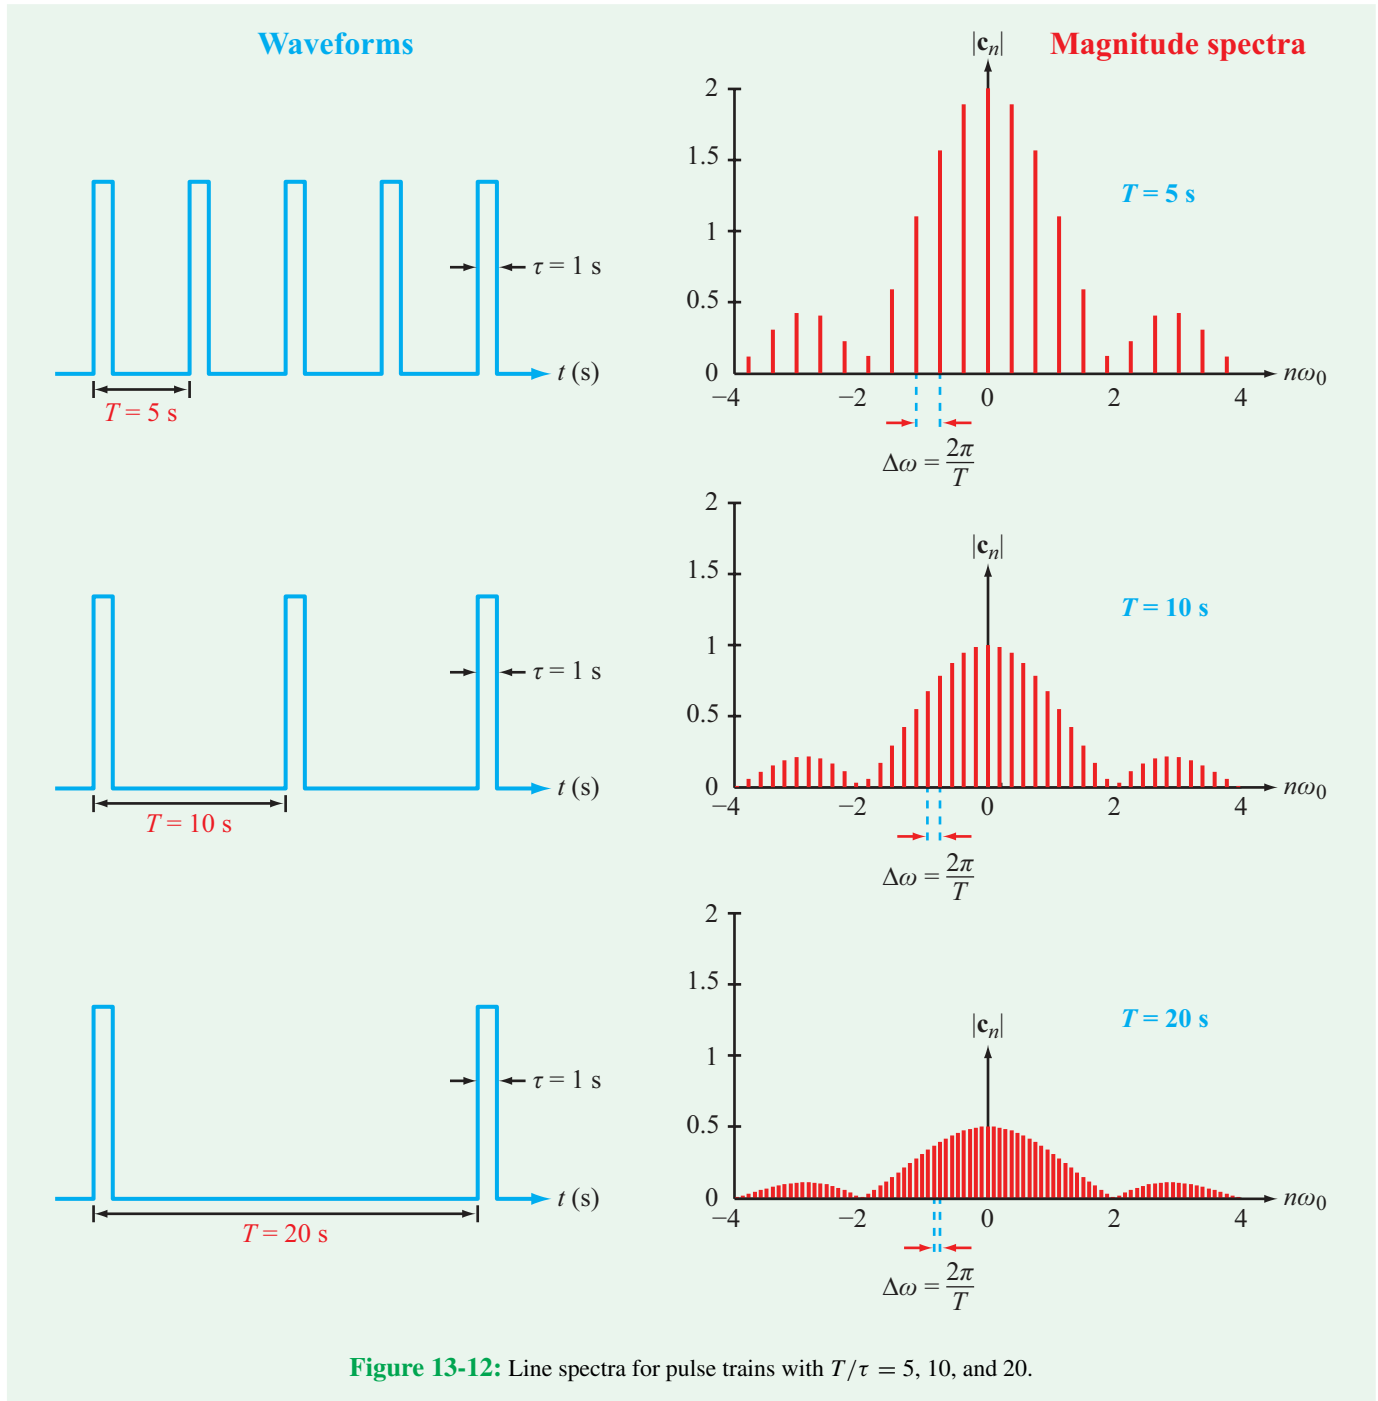 Waveforms
Magnitude spectra
|cₙ|
2
1.5
1
0.5
0
T = 5 s
τ = 1 s
t (s)
T = 5 s
−4
−2
0
2
4
nω₀
Δω = 2π/T
2
1.5
1
0.5
0
|cₙ|
T = 10 s
τ = 1 s
t (s)
T = 10 s
−4
−2
0
2
4
nω₀
Δω = 2π/T
2
1.5
1
0.5
0
|cₙ|
T = 20 s
τ = 1 s
t (s)
T = 20 s
−4
−2
0
2
4
nω₀
Δω = 2π/T
Figure 13-12: Line spectra for pulse trains with T/τ = 5, 10, and 20.